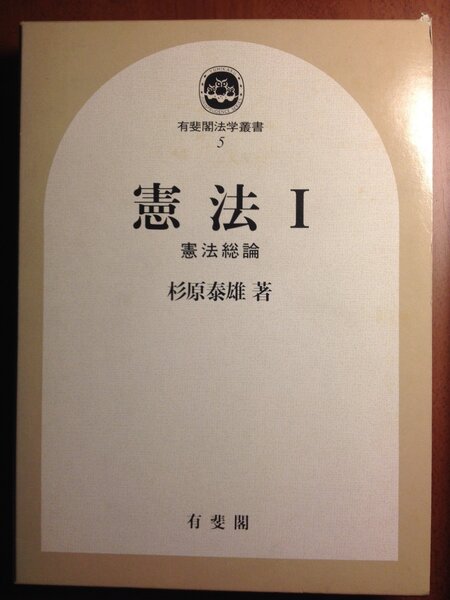 有斐閣法学叢書
5
憲法 I
憲法総論
杉原泰雄 著
有斐閣